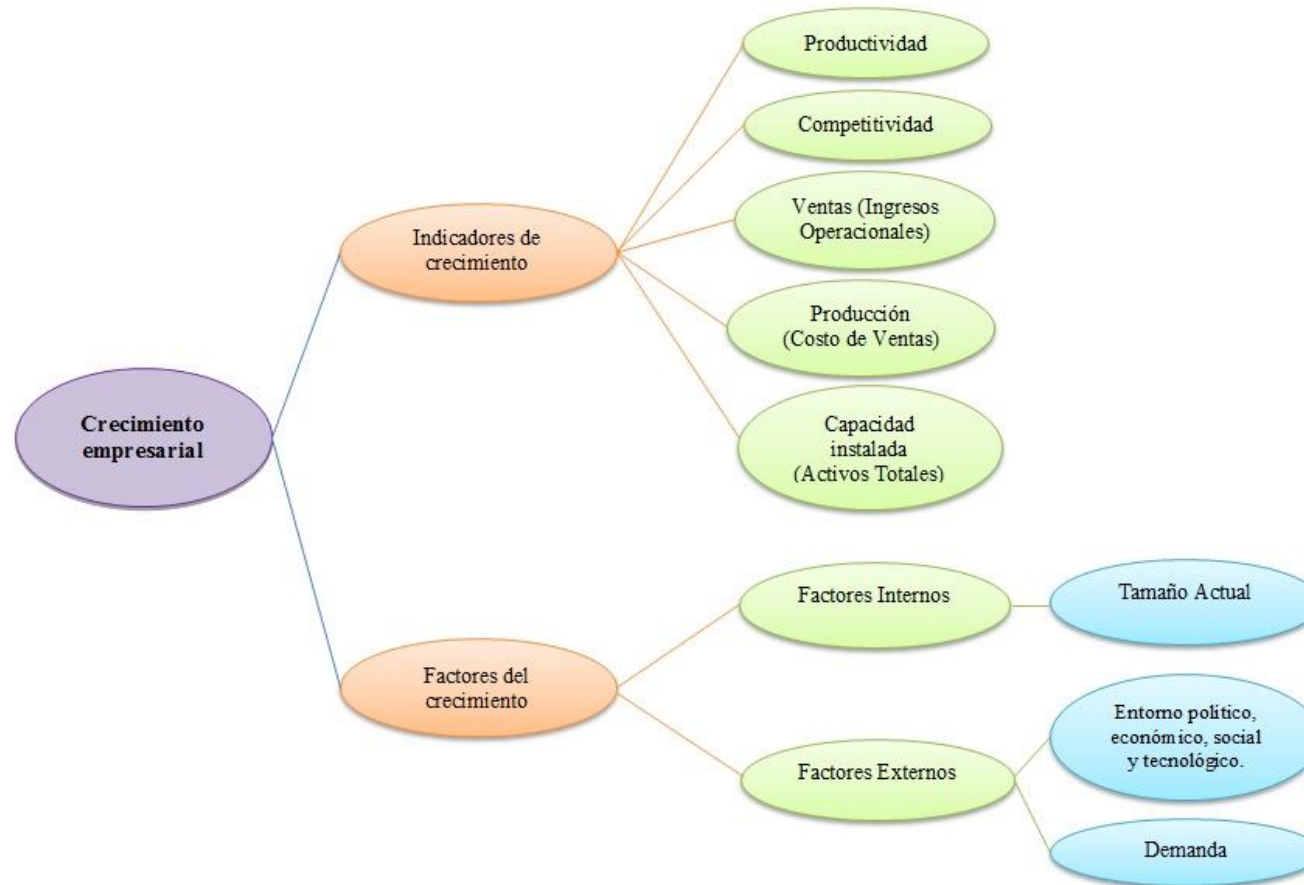 Productividad
Competividad
Ventas (Ingresos
Operacionales)
Indicadores de
crecimiento
Producción
(Costo de Ventas)
Crecimiento
empresarial
Capacidad
instalada
(Activos Totales)
Factores Internos
Tamaño Actual
Factores del
crecimiento
Entorno político,
económico, social
y tecnológico.
Factores Externos
Demanda